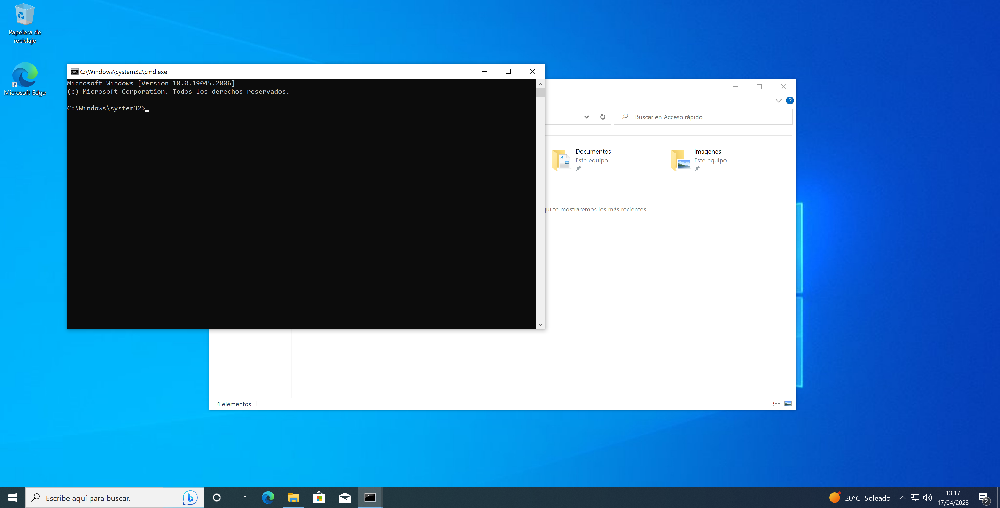 Papelera de
reciclaje
Microsoft Edge
C:\Windows\System32\cmd.exe
Microsoft Windows [Versión 10.0.19045.2006]
(c) Microsoft Corporation. Todos los derechos reservados.
C:\Windows\system32>
Buscar en Acceso rápido
Documentos
Este equipo
Imágenes
Este equipo
quí te mostraremos los más recientes.
4 elementos
Escribe aquí para buscar.
20°C Soleado
13:17
17/04/2023
2